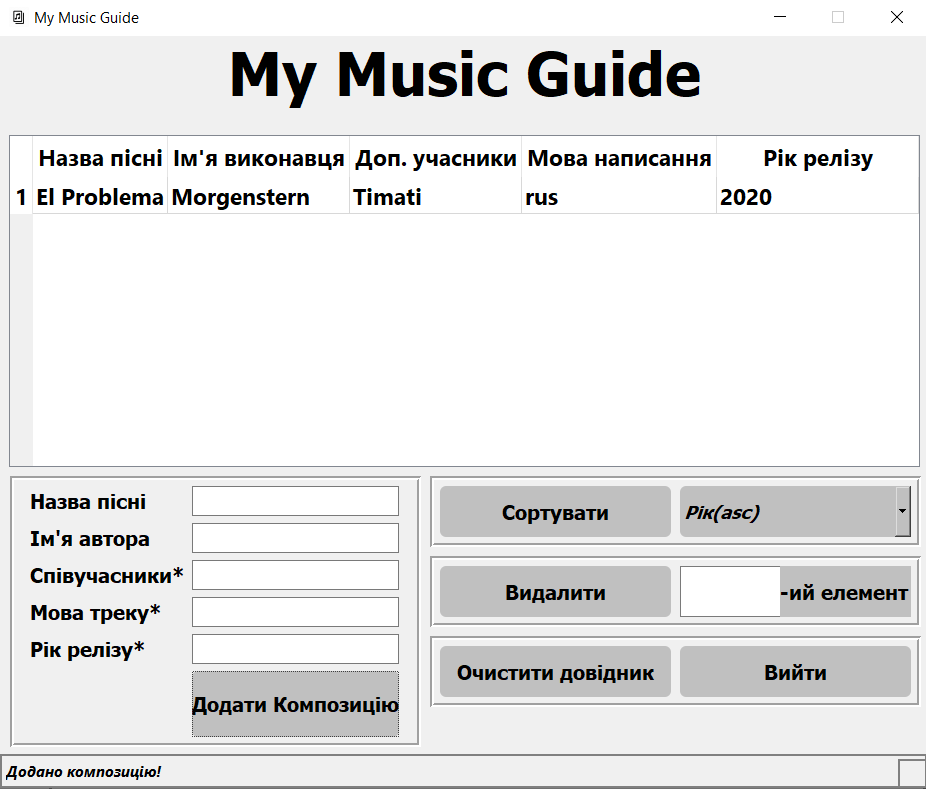 My Music Guide
My Music Guide
Назва пісні Ім'я виконавця Доп. учасники Мова написання Рік релізу
1 El Problema Morgenstern Timati rus 2020
Назва пісні
Ім'я автора
Співучасники*
Мова треку*
Рік релізу*
Додати Композицію
Сортувати Рік(asc)
Видалити -ий елемент
Очистити довідник Вийти
Додано композицію!